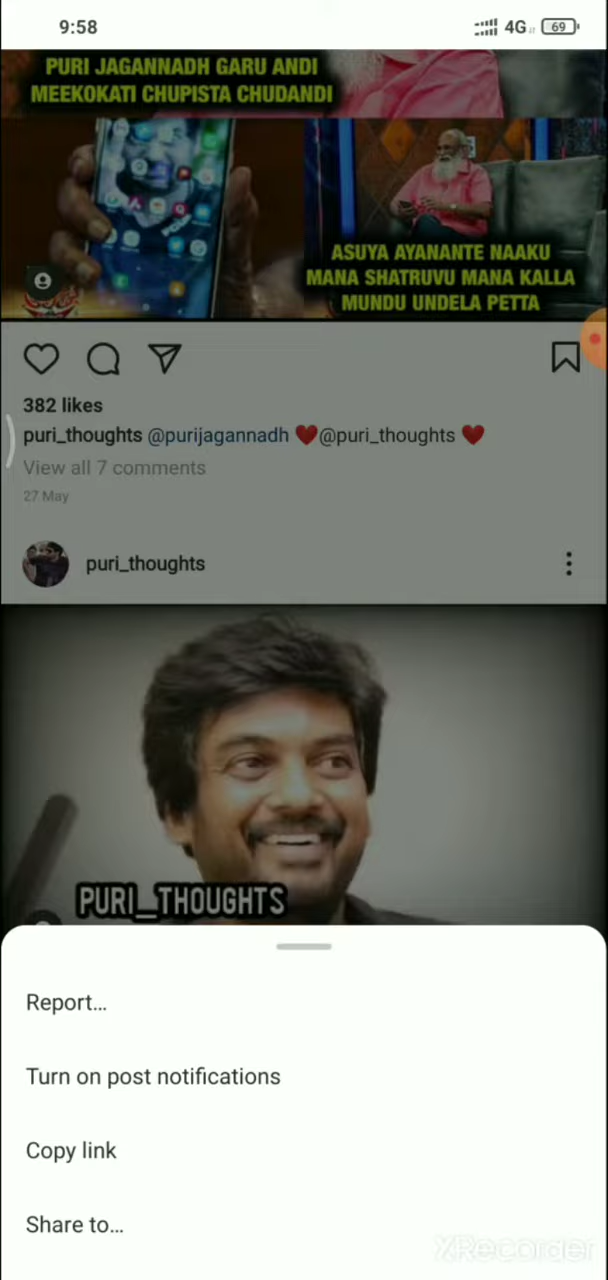 9:58
4G
69
PURI JAGANNADH GARU ANDI
MEEKOKATI CHUPISTA CHUDANDI
ASUYA AYANANTE NAAKU
MANA SHATRUVU MANA KALLA
MUNDU UNDELA PETTA
382 likes
puri_thoughts @purijagannadh ❤️@puri_thoughts ❤️
View all 7 comments
27 May
puri_thoughts
PURI_THOUGHTS
Report...
Turn on post notifications
Copy link
Share to...
XRecorder